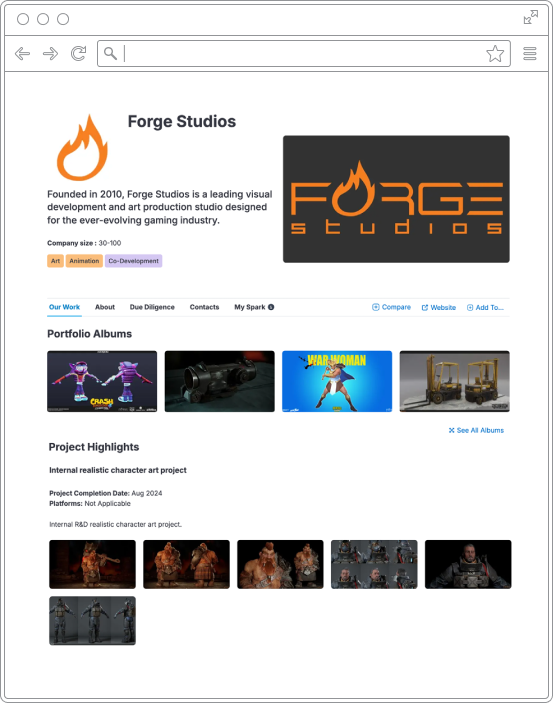 Forge Studios
FORGE
studios
Founded in 2010, Forge Studios is a leading visual
development and art production studio designed
for the ever-evolving gaming industry.
Company size : 30-100
Art Animation Co-Development
Our Work About Due Diligence Contacts My Spark Compare Website Add To...
Portfolio Albums
CRASH
WAR WOMAN
See All Albums
Project Highlights
Internal realistic character art project
Project Completion Date: Aug 2024
Platforms: Not Applicable
Internal R&D realistic character art project.